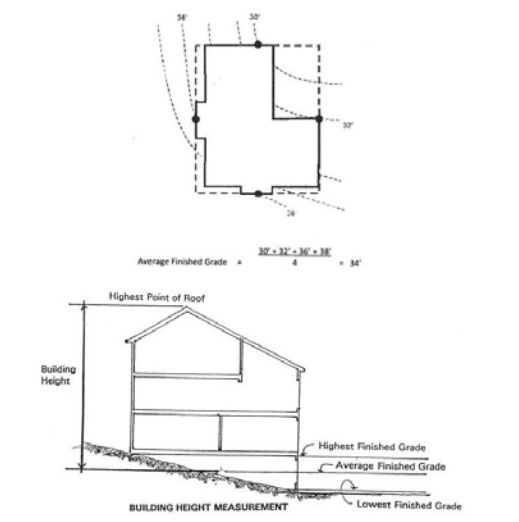 38' 30'
32'
28'
30' + 32' + 36' + 38'
Average Finished Grade = 4 = 34'
Highest Point of Roof
Building
Height
Highest Finished Grade
Average Finished Grade
Lowest Finished Grade
BUILDING HEIGHT MEASUREMENT